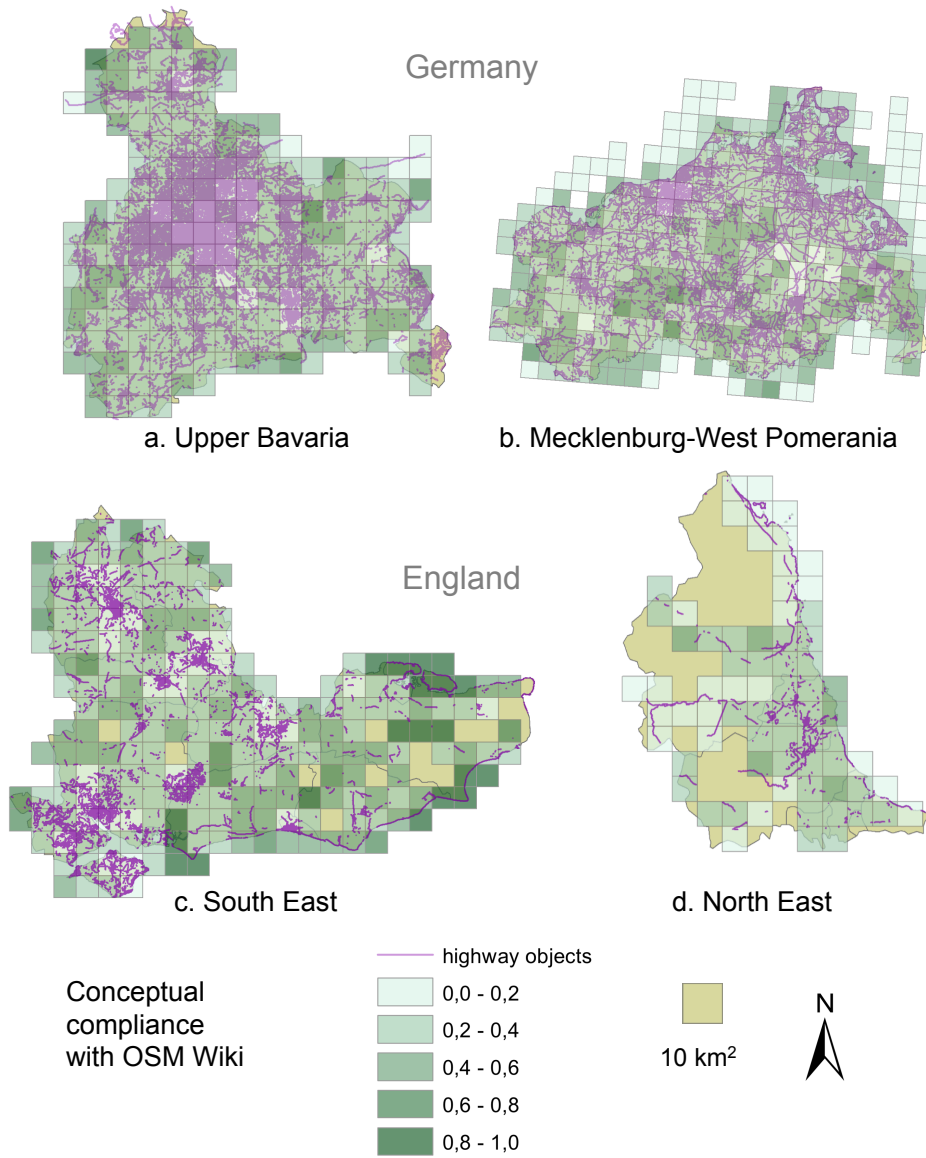 Germany
a. Upper Bavaria
b. Mecklenburg-West Pomerania
England
c. South East
d. North East
Conceptual
compliance
with OSM Wiki
highway objects
0,0 - 0,2
0,2 - 0,4
0,4 - 0,6
0,6 - 0,8
0,8 - 1,0
10 km²
N